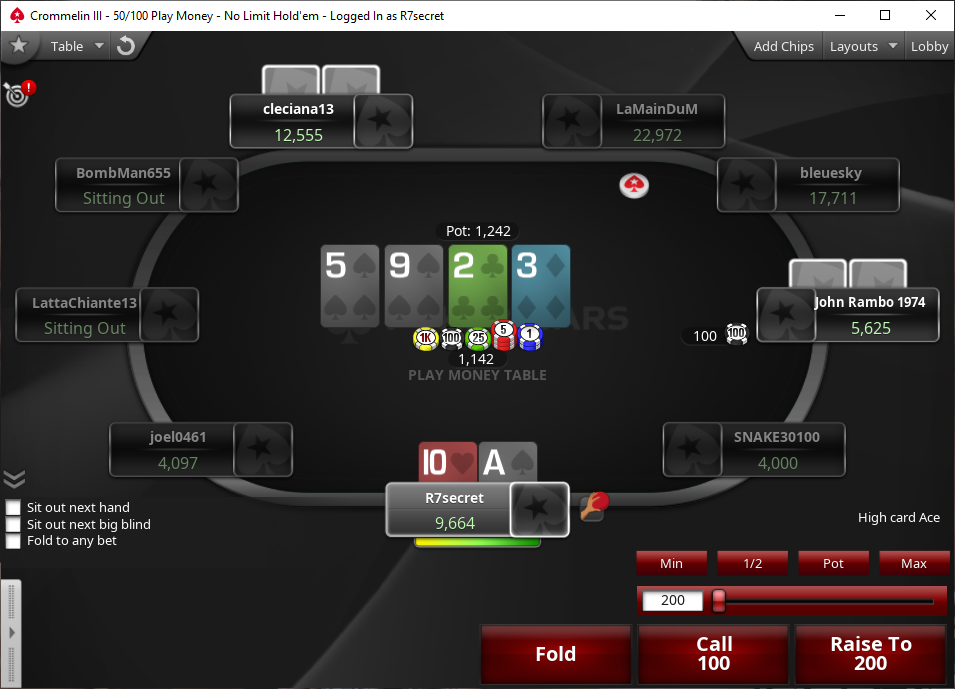 Crommelin III - 50/100 Play Money - No Limit Hold'em - Logged In as R7secret
Table
Add Chips
Layouts
Lobby
!
cleciana13
12,555
LaMainDuM
22,972
BombMan655
Sitting Out
bleuesky
17,711
Pot: 1,242
5
9
2
3
LattaChiante13
Sitting Out
John Rambo 1974
5,625
ARS
1K
100
25
5
1
100
100
1,142
PLAY MONEY TABLE
joel0461
4,097
SNAKE30100
4,000
10
A
R7secret
9,664
Sit out next hand
Sit out next big blind
Fold to any bet
High card Ace
Min
1/2
Pot
Max
200
Fold
Call
100
Raise To
200